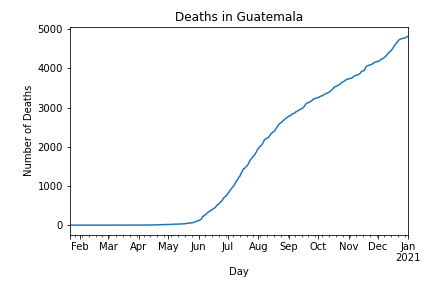 Deaths in Guatemala
5000
4000
3000
2000
1000
0
Number of Deaths
Feb Mar Apr May Jun Jul Aug Sep Oct Nov Dec Jan
2021
Day